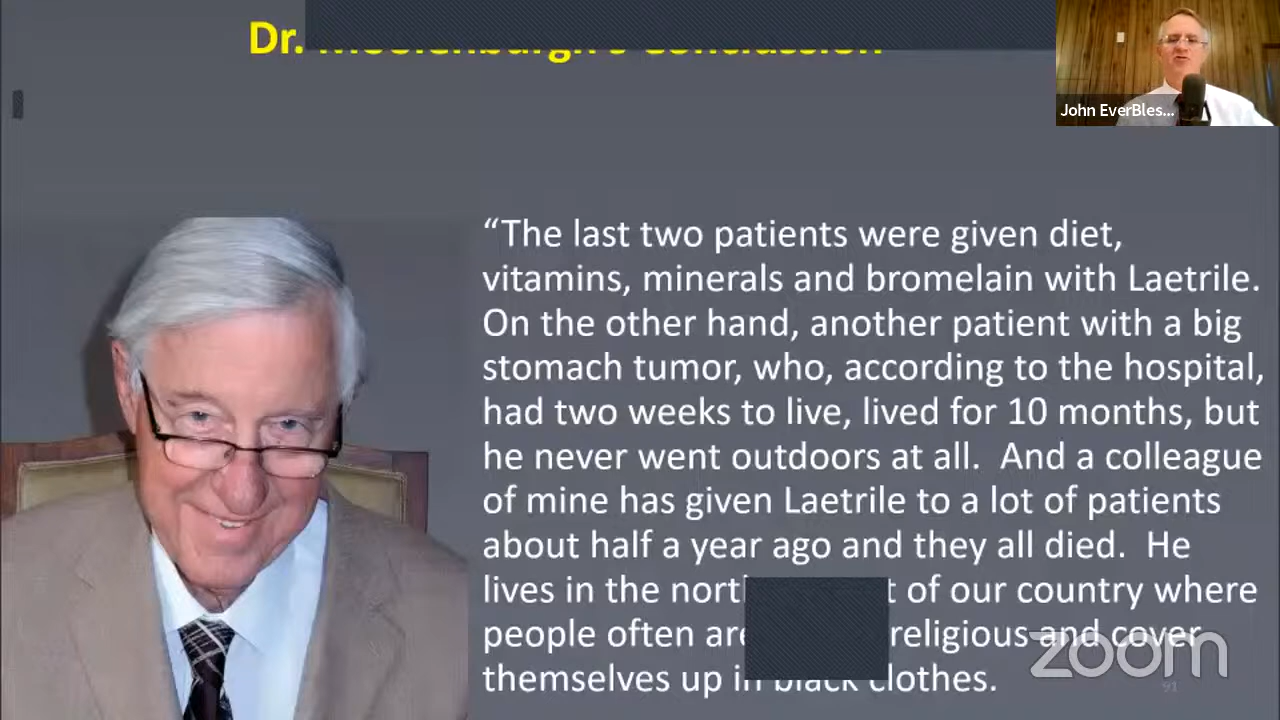 Dr.
John EverBles...
“The last two patients were given diet,
vitamins, minerals and bromelain with Laetrile.
On the other hand, another patient with a big
stomach tumor, who, according to the hospital,
had two weeks to live, lived for 10 months, but
he never went outdoors at all. And a colleague
of mine has given Laetrile to a lot of patients
about half a year ago and they all died. He
lives in the of our country where
people often are religious and cover
themselves up in black clothes.
zoom
91